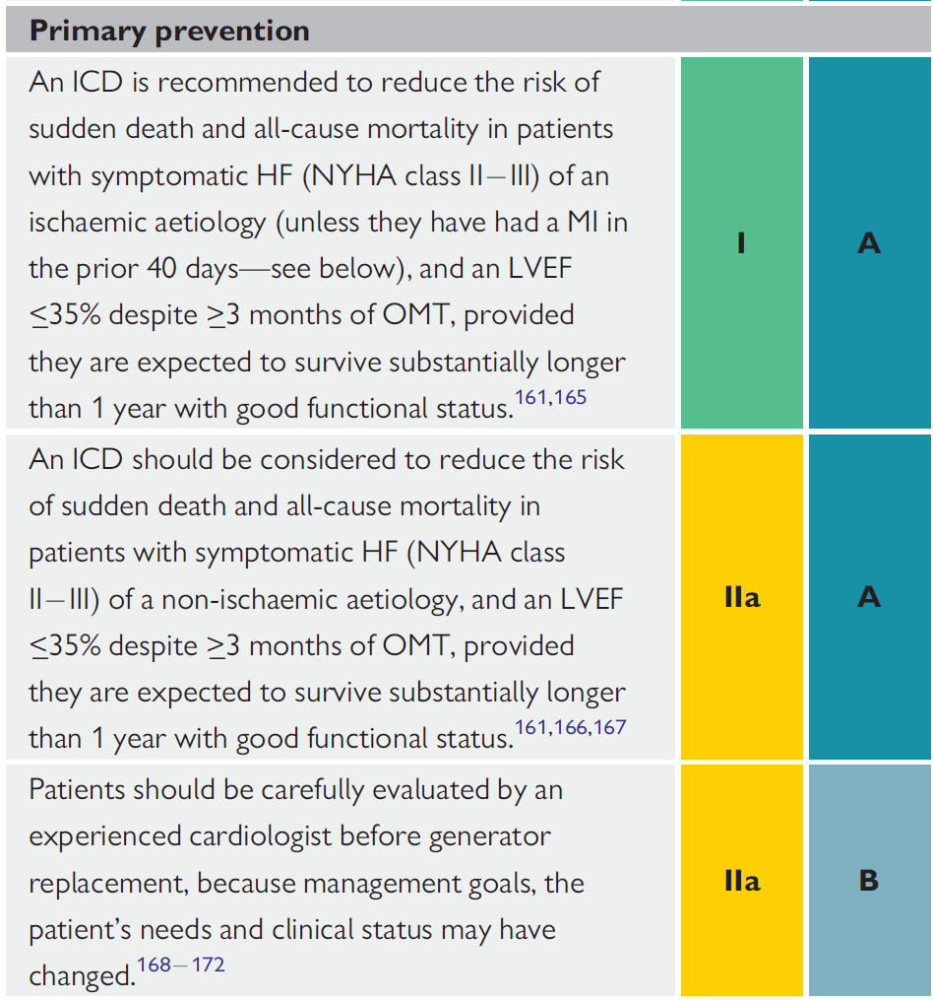 Primary prevention
An ICD is recommended to reduce the risk of
sudden death and all-cause mortality in patients
with symptomatic HF (NYHA class II–III) of an
ischaemic aetiology (unless they have had a MI in
the prior 40 days—see below), and an LVEF
≤35% despite ≥3 months of OMT, provided
they are expected to survive substantially longer
than 1 year with good functional status.161,165
I
A
An ICD should be considered to reduce the risk
of sudden death and all-cause mortality in
patients with symptomatic HF (NYHA class
II–III) of a non-ischaemic aetiology, and an LVEF
≤35% despite ≥3 months of OMT, provided
they are expected to survive substantially longer
than 1 year with good functional status.161,166,167
IIa
A
Patients should be carefully evaluated by an
experienced cardiologist before generator
replacement, because management goals, the
patient’s needs and clinical status may have
changed.168–172
IIa
B